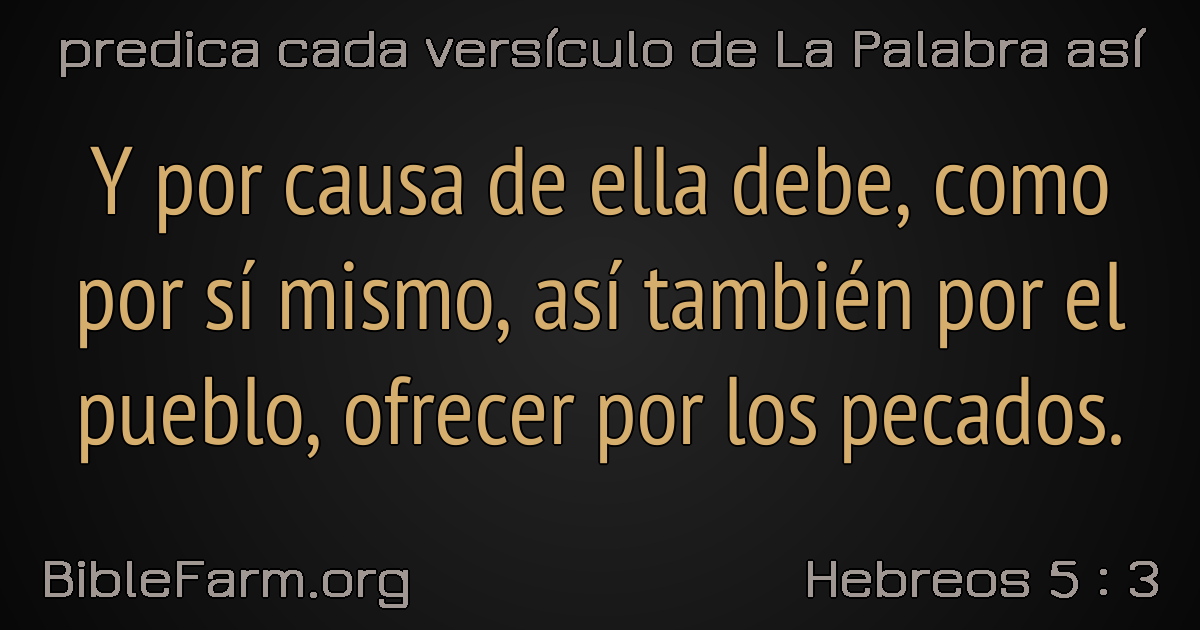 predica cada versículo de La Palabra así
Y por causa de ella debe, como
por sí mismo, así también por el
pueblo, ofrecer por los pecados.
BibleFarm.org
Hebreos 5 : 3